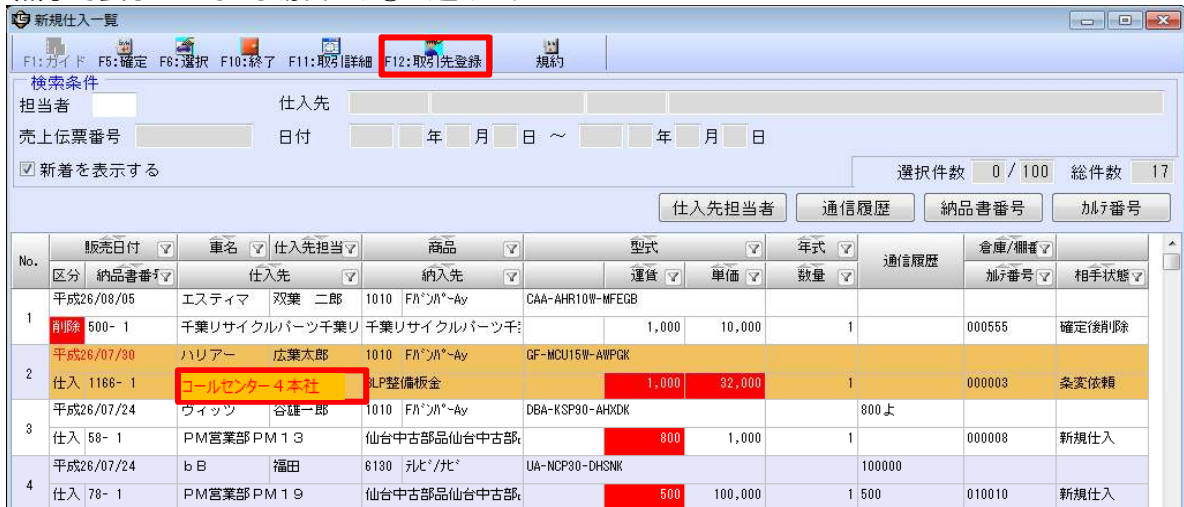 新規仕入一覧
F1:ガイド F5:確定 F6:選択 F10:終了 F11:取引詳細 F12:取引先登録 規約
検索条件
担当者 仕入先
売上伝票番号 日付 年 月 日 ～ 年 月 日
新着を表示する 選択件数 0 / 100 総件数 17
仕入先担当者 通信履歴 納品書番号 ｶﾙﾃ番号
No. 販売日付 車名 仕入先担当 商品 型式 年式 通信履歴 倉庫/棚番
区分 納品書番号 仕入先 納入先 運賃 単価 数量 ｶﾙﾃ番号 相手状態
1 平成26/08/05 エスティマ 双葉 二郎 1010 FﾊﾞﾝﾊﾟｰAy CAA-AHR10W-MFEGB
削除 500- 1 千葉リサイクルパーツ千葉リ 千葉リサイクルパーツ千 1,000 10,000 1 000555 確定後削除
2 平成26/07/30 ハリアー 広葉太郎 1010 FﾊﾞﾝﾊﾟｰAy GF-MCU15W-AWPGK
仕入 1166- 1 コールセンター４本社 BLP整備板金 1,000 32,000 1 000003 条変依頼
3 平成26/07/24 ヴィッツ 谷雄一郎 1010 FﾊﾞﾝﾊﾟｰAy DBA-KSP90-AHXDK 800よ
仕入 58- 1 ＰＭ営業部ＰＭ１３ 仙台中古部品仙台中古部 800 1,000 1 000008 新規仕入
4 平成26/07/24 ｂＢ 福田 6130 ﾃﾚﾋﾞ/ﾅﾋﾞ UA-NCP30-DHSNK 100000
仕入 78- 1 ＰＭ営業部ＰＭ１９ 仙台中古部品仙台中古部 500 100,000 1 500 010010 新規仕入